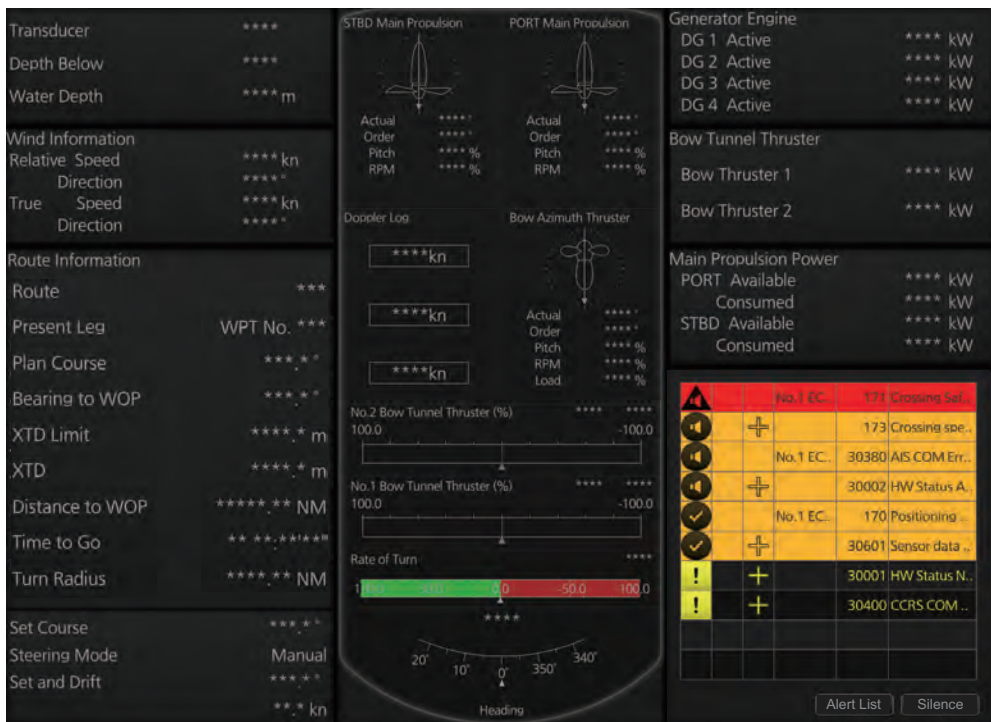 Transducer ****
Depth Below ****
Water Depth **** m
Wind Information
Relative Speed **** kn
Direction **** °
True Speed **** kn
Direction **** °
Route Information
Route ***
Present Leg WPT No. ***
Plan Course ***.* °
Bearing to WOP ***.* °
XTD Limit ****.* m
XTD ****.* m
Distance to WOP *****.** NM
Time to Go ** **:**'**"
Turn Radius ****.** NM
Set Course ***.* °
Steering Mode Manual
Set and Drift ***.* °
**.* kn
STBD Main Propulsion PORT Main Propulsion
Actual ****° Actual ****°
Order ****° Order ****°
Pitch **** % Pitch **** %
RPM **** % RPM **** %
Doppler Log Bow Azimuth Thruster
****kn
****kn
****kn
Actual ****°
Order ****°
Pitch **** %
RPM **** %
Load **** %
No.2 Bow Tunnel Thruster (%) **** ****
100.0 -100.0
No.1 Bow Tunnel Thruster (%) **** ****
100.0 -100.0
Rate of Turn ****
0.0 -50.0 100.0
****
20° 10° 0° 350° 340°
Heading
Generator Engine
DG 1 Active **** kW
DG 2 Active **** kW
DG 3 Active **** kW
DG 4 Active **** kW
Bow Tunnel Thruster
Bow Thruster 1 **** kW
Bow Thruster 2 **** kW
Main Propulsion Power
PORT Available **** kW
Consumed **** kW
STBD Available **** kW
Consumed **** kW
No.1 EC.. 171 Crossing Saf..
173 Crossing spe..
No.1 EC.. 30380 AIS COM Err..
30002 HW Status A..
No.1 EC.. 170 Positioning ..
30601 Sensor data ..
! 30001 HW Status N..
! 30400 CCRS COM ..
Alert List Silence